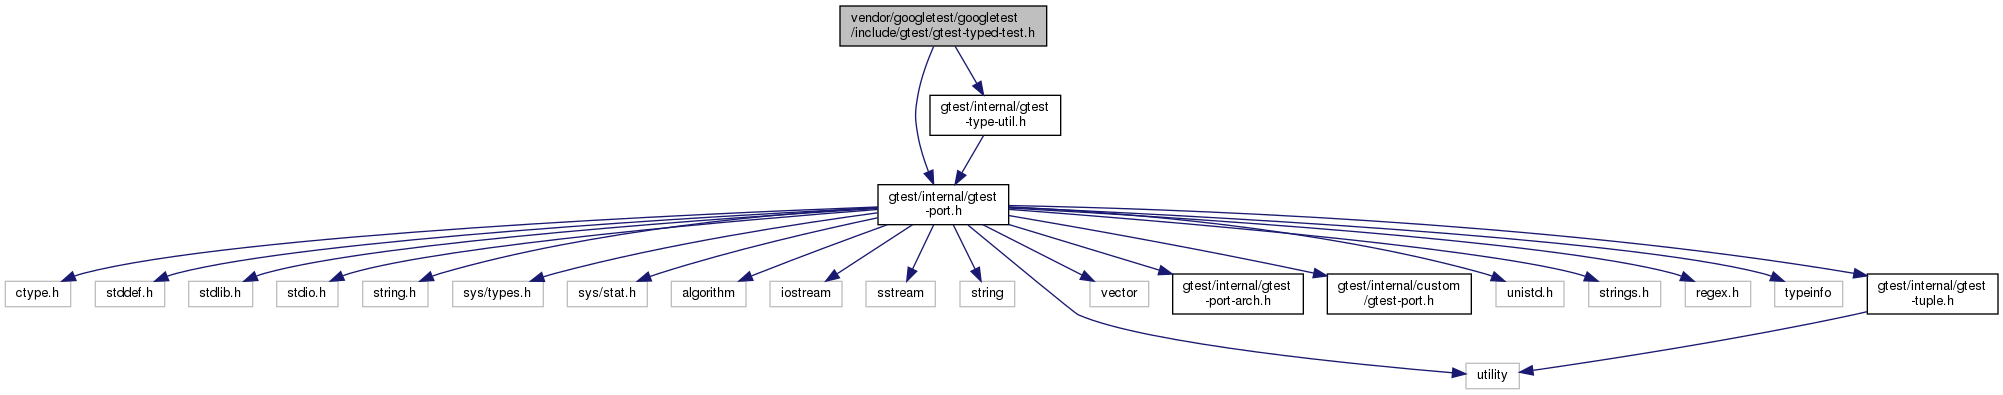 vendor/googletest/googletest
/include/gtest/gtest-typed-test.h
gtest/internal/gtest
-type-util.h
gtest/internal/gtest
-port.h
ctype.h
stddef.h
stdlib.h
stdio.h
string.h
sys/types.h
sys/stat.h
algorithm
iostream
sstream
string
vector
gtest/internal/gtest
-port-arch.h
gtest/internal/custom
/gtest-port.h
unistd.h
strings.h
regex.h
typeinfo
gtest/internal/gtest
-tuple.h
utility